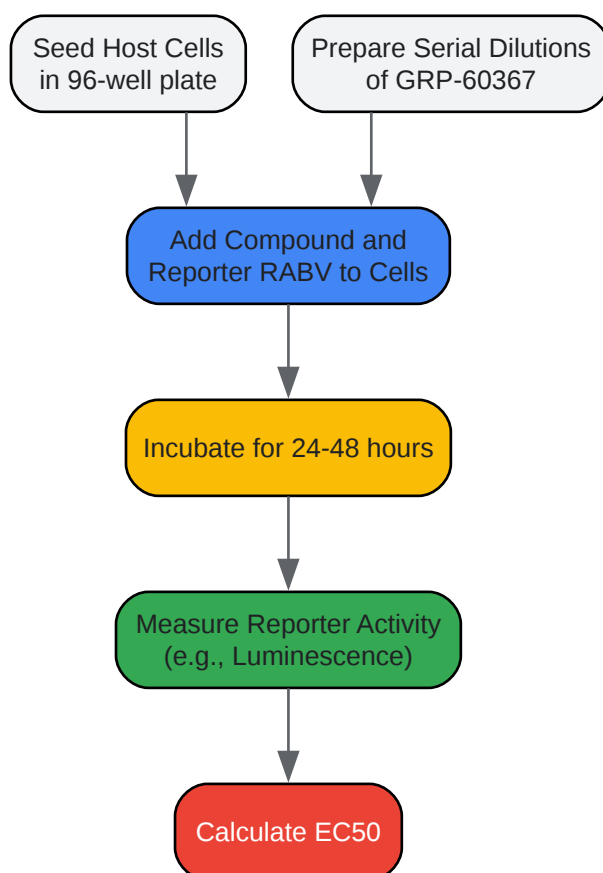 Seed Host Cells
in 96-well plate
Prepare Serial Dilutions
of GRP-60367
Add Compound and
Reporter RABV to Cells
Incubate for 24-48 hours
Measure Reporter Activity
(e.g., Luminescence)
Calculate EC50